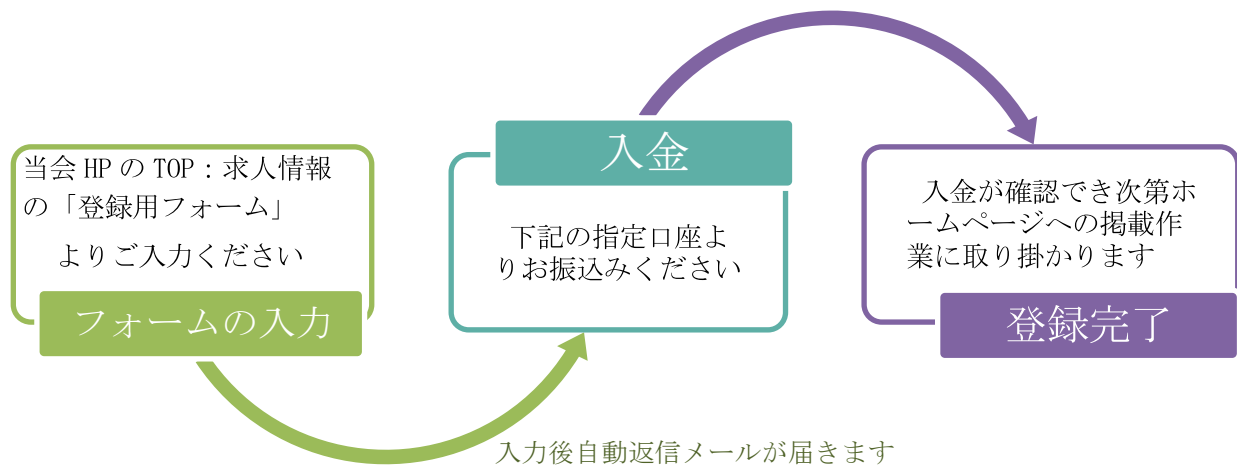 当会 HP の TOP：求人情報
の「登録用フォーム」
よりご入力ください
フォームの入力
入力後自動返信メールが届きます
入金
下記の指定口座よ
りお振込みください
入金が確認でき次第ホ
ームページへの掲載作
業に取り掛かります
登録完了